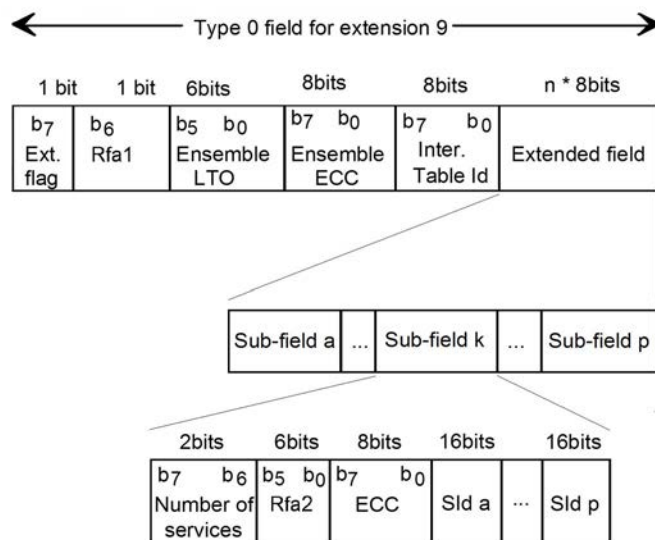 Type 0 field for extension 9
1 bit 1 bit 6bits 8bits 8bits n * 8bits
b7 b6 b5 b0 b7 b0 b7 b0
Ext. flag
Rfa1
Ensemble LTO
Ensemble ECC
Inter. Table Id
Extended field
Sub-field a ... Sub-field k ... Sub-field p
2bits 6bits 8bits 16bits 16bits
b7 b6 b5 b0 b7 b0
Number of services
Rfa2
ECC
SId a ... SId p